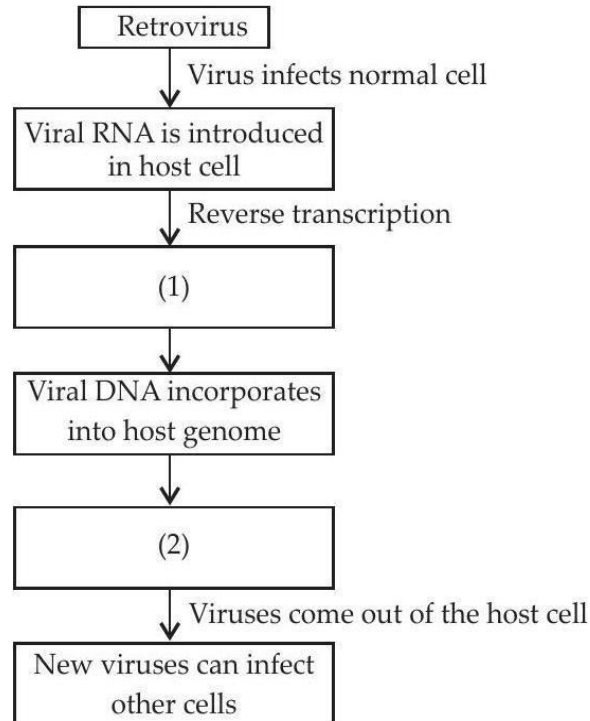 Retrovirus
Virus infects normal cell
Viral RNA is introduced
in host cell
Reverse transcription
(1)
Viral DNA incorporates
into host genome
(2)
Viruses come out of the host cell
New viruses can infect
other cells